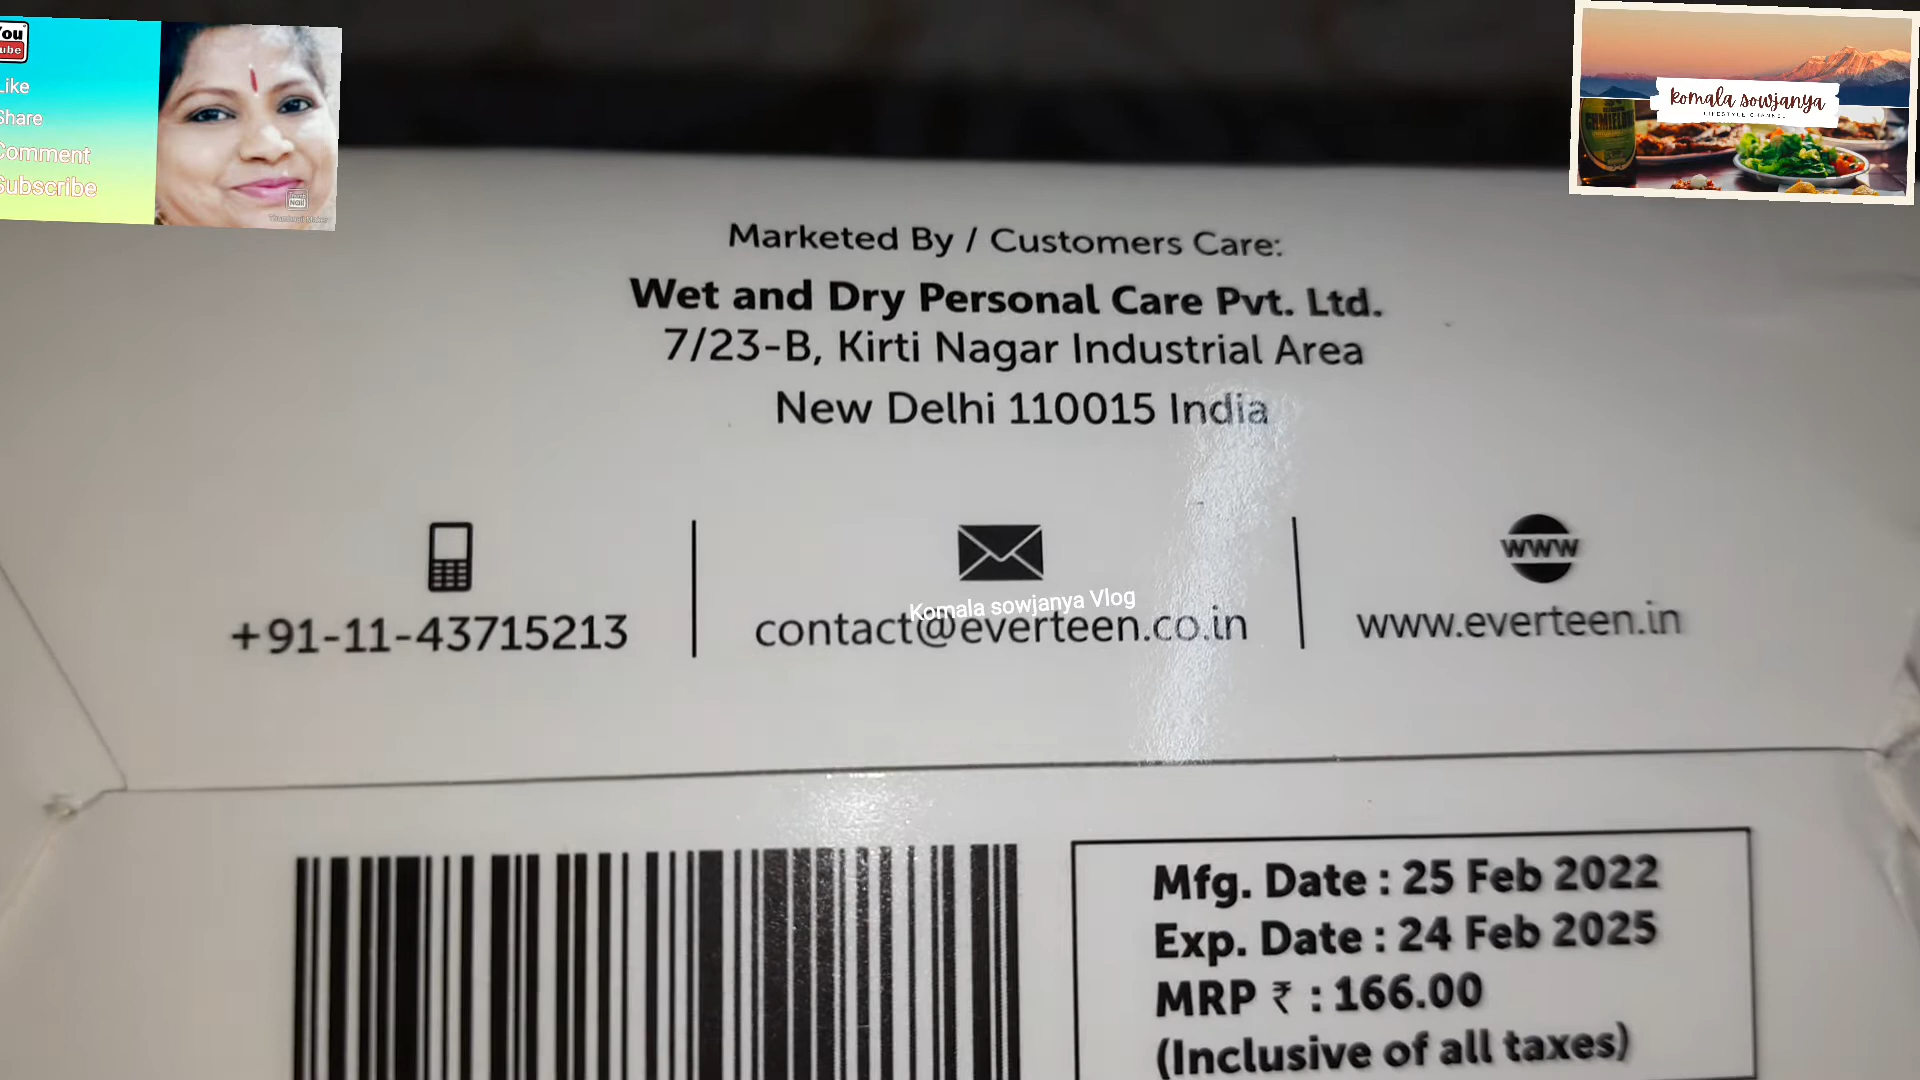 You
Tube
Like
Share
Comment
Subscribe
komala sowjanya
LIFESTYLE CHANNEL
Marketed By / Customers Care:
Wet and Dry Personal Care Pvt. Ltd.
7/23-B, Kirti Nagar Industrial Area
New Delhi 110015 India
+91-11-43715213
contact@everteen.co.in
WWW
www.everteen.in
Komala sowjanya Vlog
Mfg. Date : 25 Feb 2022
Exp. Date : 24 Feb 2025
MRP ₹ : 166.00
(Inclusive of all taxes)